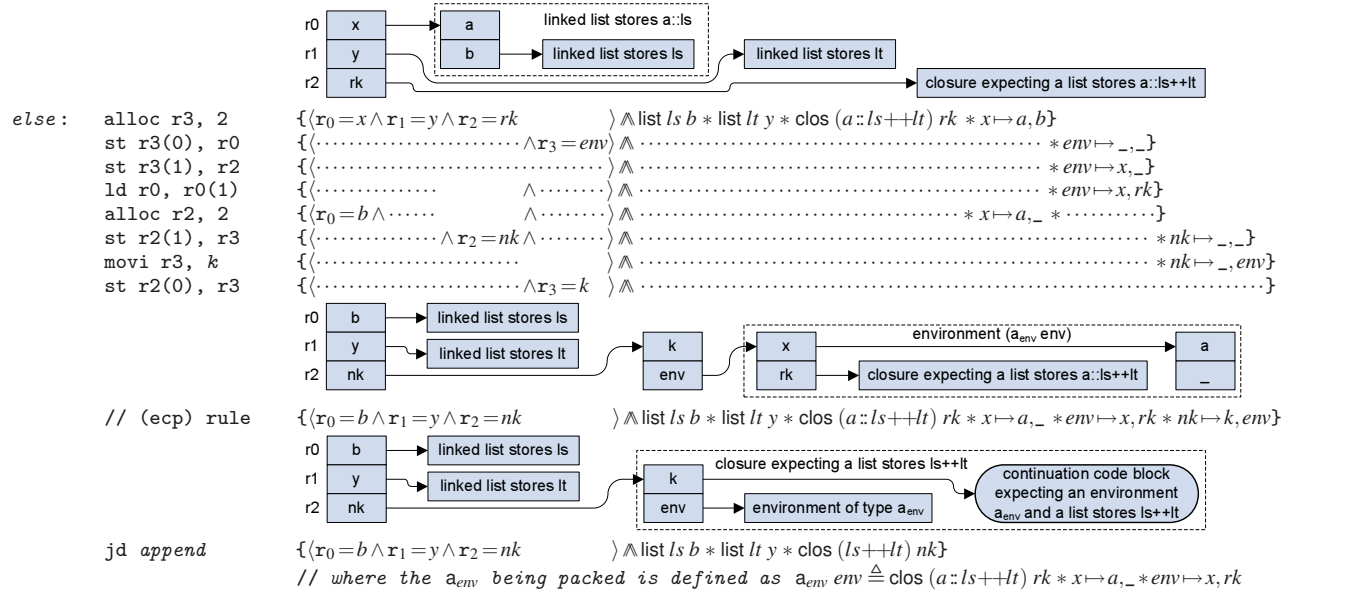 r0 x a linked list stores a::ls
r1 y b linked list stores ls linked list stores lt
r2 rk closure expecting a list stores a::ls++lt
else: alloc r3, 2 {⟨r₀=x∧r₁=y∧r₂=rk ⟩⩕list ls b * list lt y * clos (a::ls++lt) rk * x↦a,b}
st r3(0), r0 {⟨························∧r₃=env⟩⩕ ························ * env↦_,_}
st r3(1), r2 {⟨························⟩⩕ ························ * env↦x,_}
ld r0, r0(1) {⟨·············· ∧········⟩⩕ ························ * env↦x,rk}
alloc r2, 2 {⟨r₀=b∧······ ∧········⟩⩕ ························ * x↦a,_ * ···········}
st r2(1), r3 {⟨··············∧r₂=nk∧········⟩⩕ ························ * nk↦_,_}
movi r3, k {⟨························ ⟩⩕ ························ * nk↦_,env}
st r2(0), r3 {⟨························∧r₃=k ⟩⩕ ························}
r0 b linked list stores ls environment (a_env env)
r1 y linked list stores lt k x a
r2 nk env rk closure expecting a list stores a::ls++lt _
// (ecp) rule {⟨r₀=b∧r₁=y∧r₂=nk ⟩⩕list ls b * list lt y * clos (a::ls++lt) rk * x↦a,_ *env↦x,rk * nk↦k,env}
r0 b linked list stores ls closure expecting a list stores ls++lt continuation code block
r1 y linked list stores lt k expecting an environment
r2 nk env environment of type a_env a_env and a list stores ls++lt
jd append {⟨r₀=b∧r₁=y∧r₂=nk ⟩⩕list ls b * list lt y * clos (ls++lt) nk}
// where the a_env being packed is defined as a_env env ≜ clos (a::ls++lt) rk * x↦a,_ * env↦x,rk